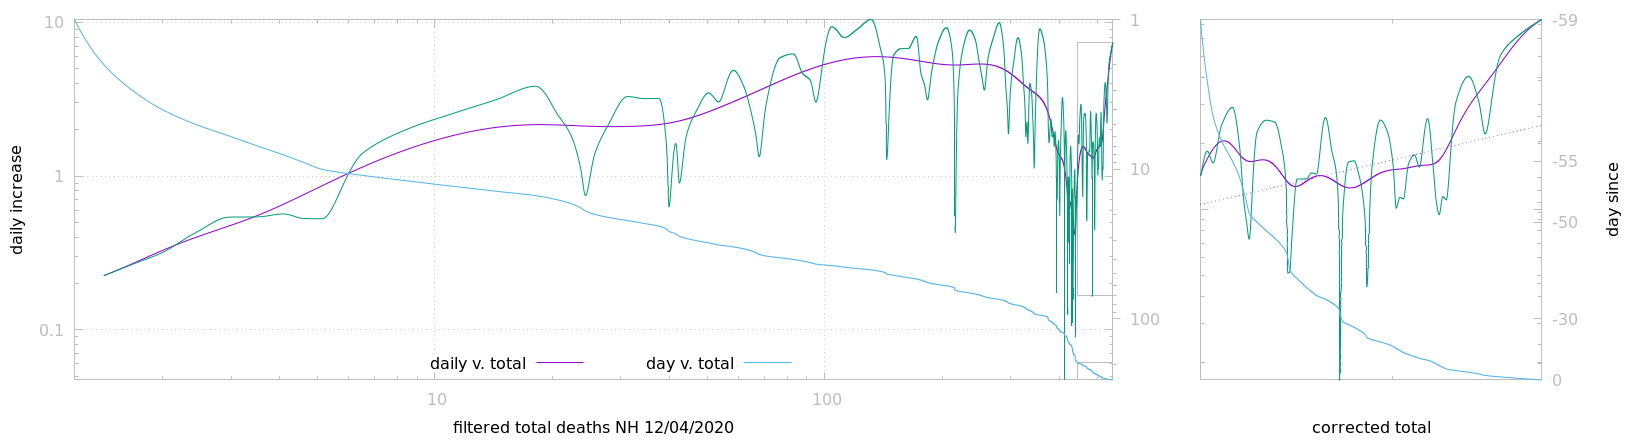 10
1
0.1
daily increase
10
100
filtered total deaths NH 12/04/2020
daily v. total
day v. total
1
10
100
-59
-55
-50
-30
0
day since
corrected total